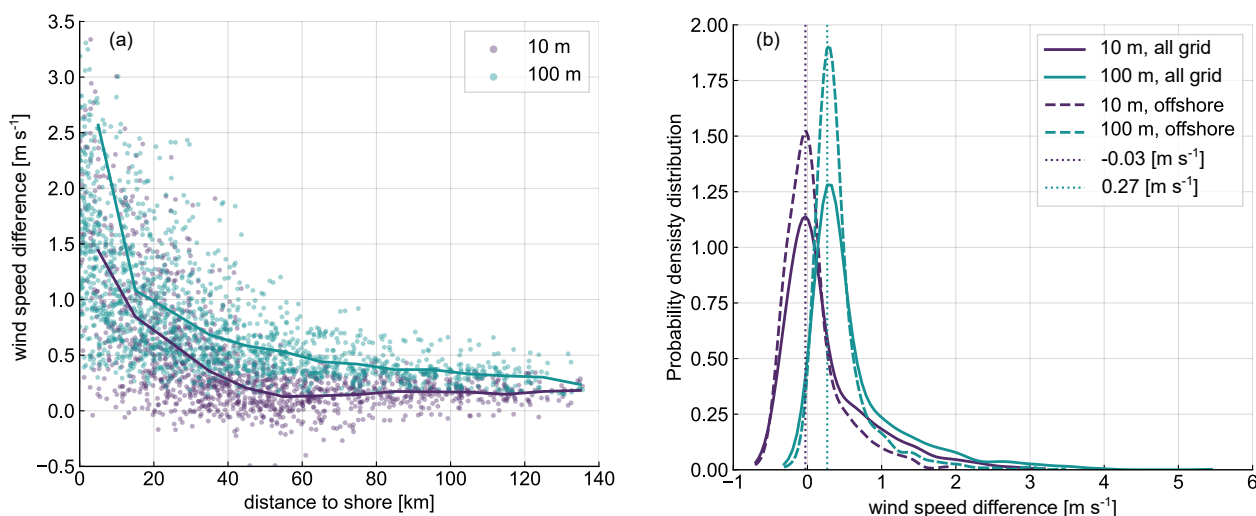 (a)
10 m
100 m
3.5
3.0
2.5
2.0
1.5
1.0
0.5
0.0
−0.5
wind speed difference [m s⁻¹]
0 20 40 60 80 100 120 140
distance to shore [km]
(b)
10 m, all grid
100 m, all grid
10 m, offshore
100 m, offshore
-0.03 [m s⁻¹]
0.27 [m s⁻¹]
2.00
1.75
1.50
1.25
1.00
0.75
0.50
0.25
0.00
Probability densisty distribution
−1 0 1 2 3 4 5 6
wind speed difference [m s⁻¹]